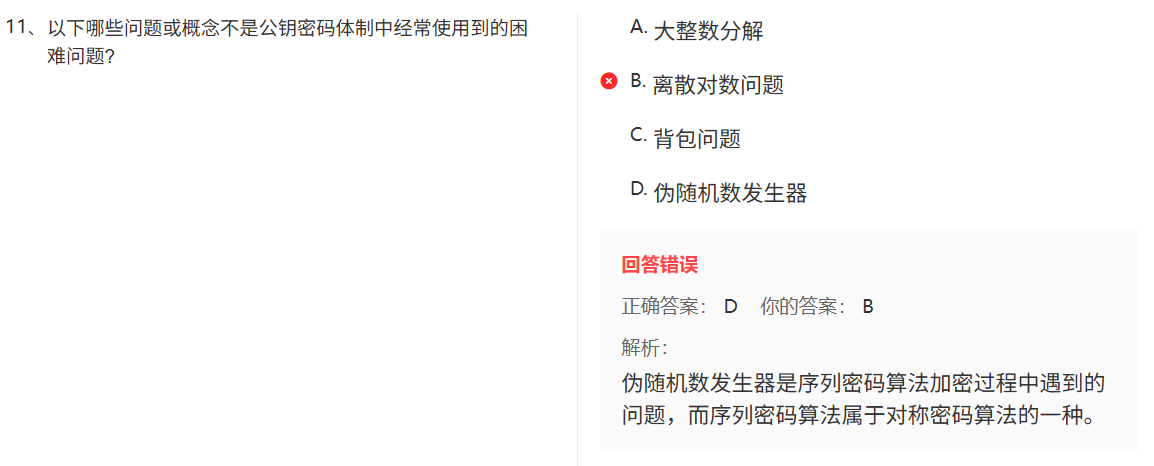 11、以下哪些问题或概念不是公钥密码体制中经常使用到的困
难问题?
A. 大整数分解
B. 离散对数问题
C. 背包问题
D. 伪随机数发生器
回答错误
正确答案： D 你的答案： B
解析：
伪随机数发生器是序列密码算法加密过程中遇到的
问题，而序列密码算法属于对称密码算法的一种。